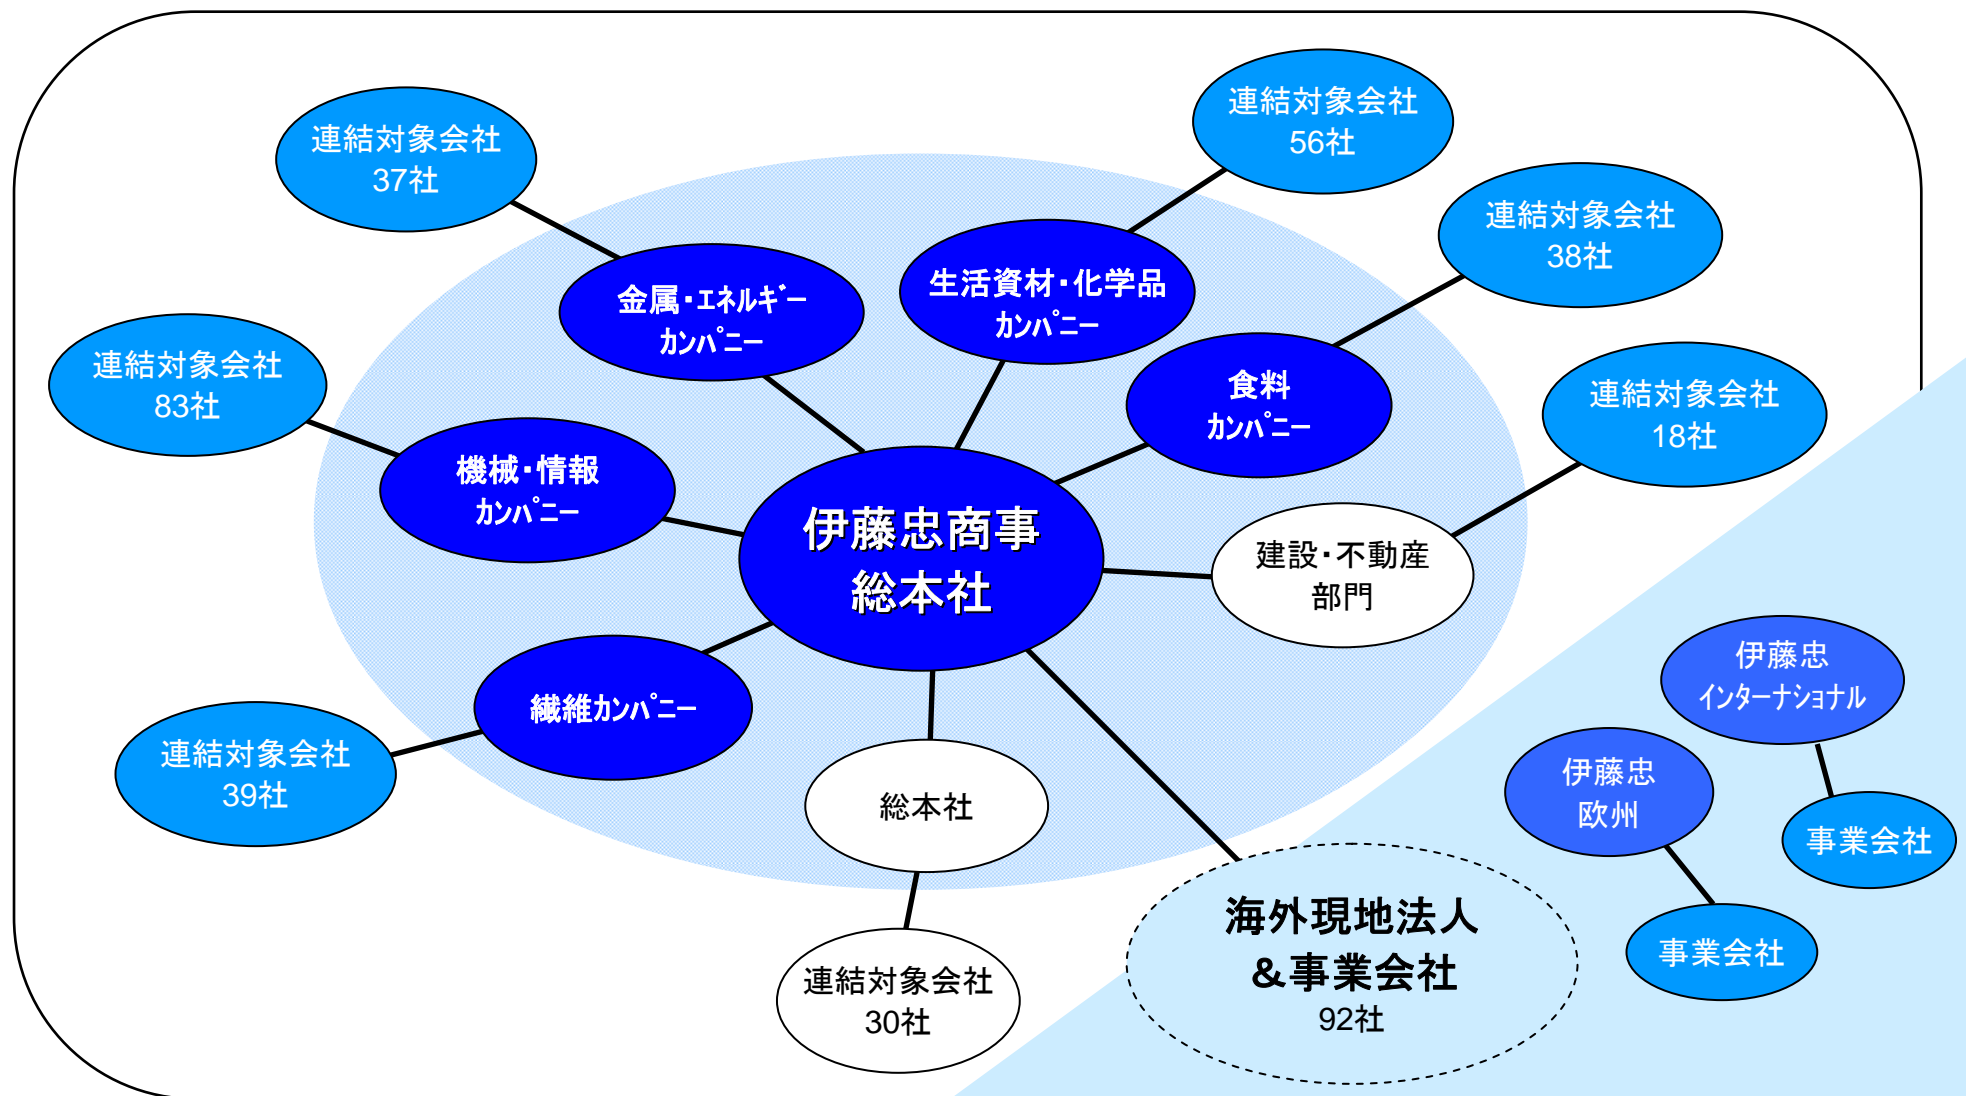 連結対象会社
37社
連結対象会社
56社
連結対象会社
38社
連結対象会社
83社
連結対象会社
18社
金属・ｴﾈﾙｷﾞｰ
ｶﾝﾊﾟﾆｰ
生活資材・化学品
ｶﾝﾊﾟﾆｰ
食料
ｶﾝﾊﾟﾆｰ
機械・情報
ｶﾝﾊﾟﾆｰ
伊藤忠商事
総本社
建設・不動産
部門
繊維ｶﾝﾊﾟﾆｰ
連結対象会社
39社
総本社
連結対象会社
30社
海外現地法人
＆事業会社
92社
伊藤忠
インターナショナル
事業会社
伊藤忠
欧州
事業会社